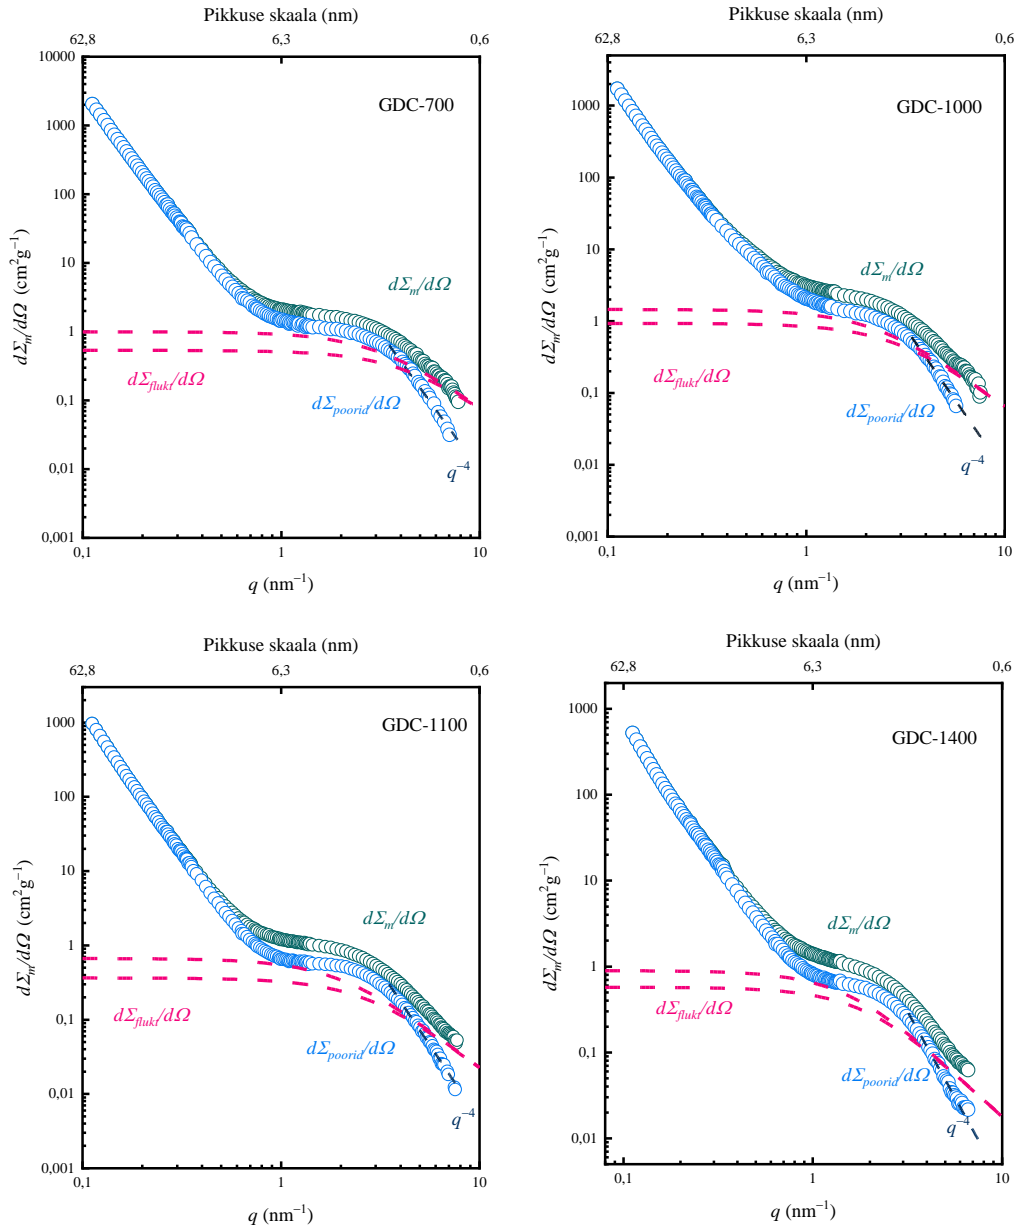 Pikkuse skaala (nm)
62,8 6,3 0,6
GDC-700
10000
1000
100
10
1
0,1
0,01
0,001
dΣm/dΩ (cm²g⁻¹)
dΣm/dΩ
dΣflukt/dΩ
dΣpoorid/dΩ
q⁻⁴
0,1 1 10
q (nm⁻¹)
Pikkuse skaala (nm)
62,8 6,3 0,6
GDC-1000
1000
100
10
1
0,1
0,01
0,001
dΣm/dΩ (cm²g⁻¹)
dΣm/dΩ
dΣflukt/dΩ
dΣpoorid/dΩ
q⁻⁴
0,1 1 10
q (nm⁻¹)
Pikkuse skaala (nm)
62,8 6,3 0,6
GDC-1100
1000
100
10
1
0,1
0,01
0,001
dΣm/dΩ (cm²g⁻¹)
dΣm/dΩ
dΣflukt/dΩ
dΣpoorid/dΩ
q⁻⁴
0,1 1 10
q (nm⁻¹)
Pikkuse skaala (nm)
62,8 6,3 0,6
GDC-1400
1000
100
10
1
0,1
0,01
dΣm/dΩ (cm²g⁻¹)
dΣm/dΩ
dΣflukt/dΩ
dΣpoorid/dΩ
q⁻⁴
0,1 1 10
q (nm⁻¹)